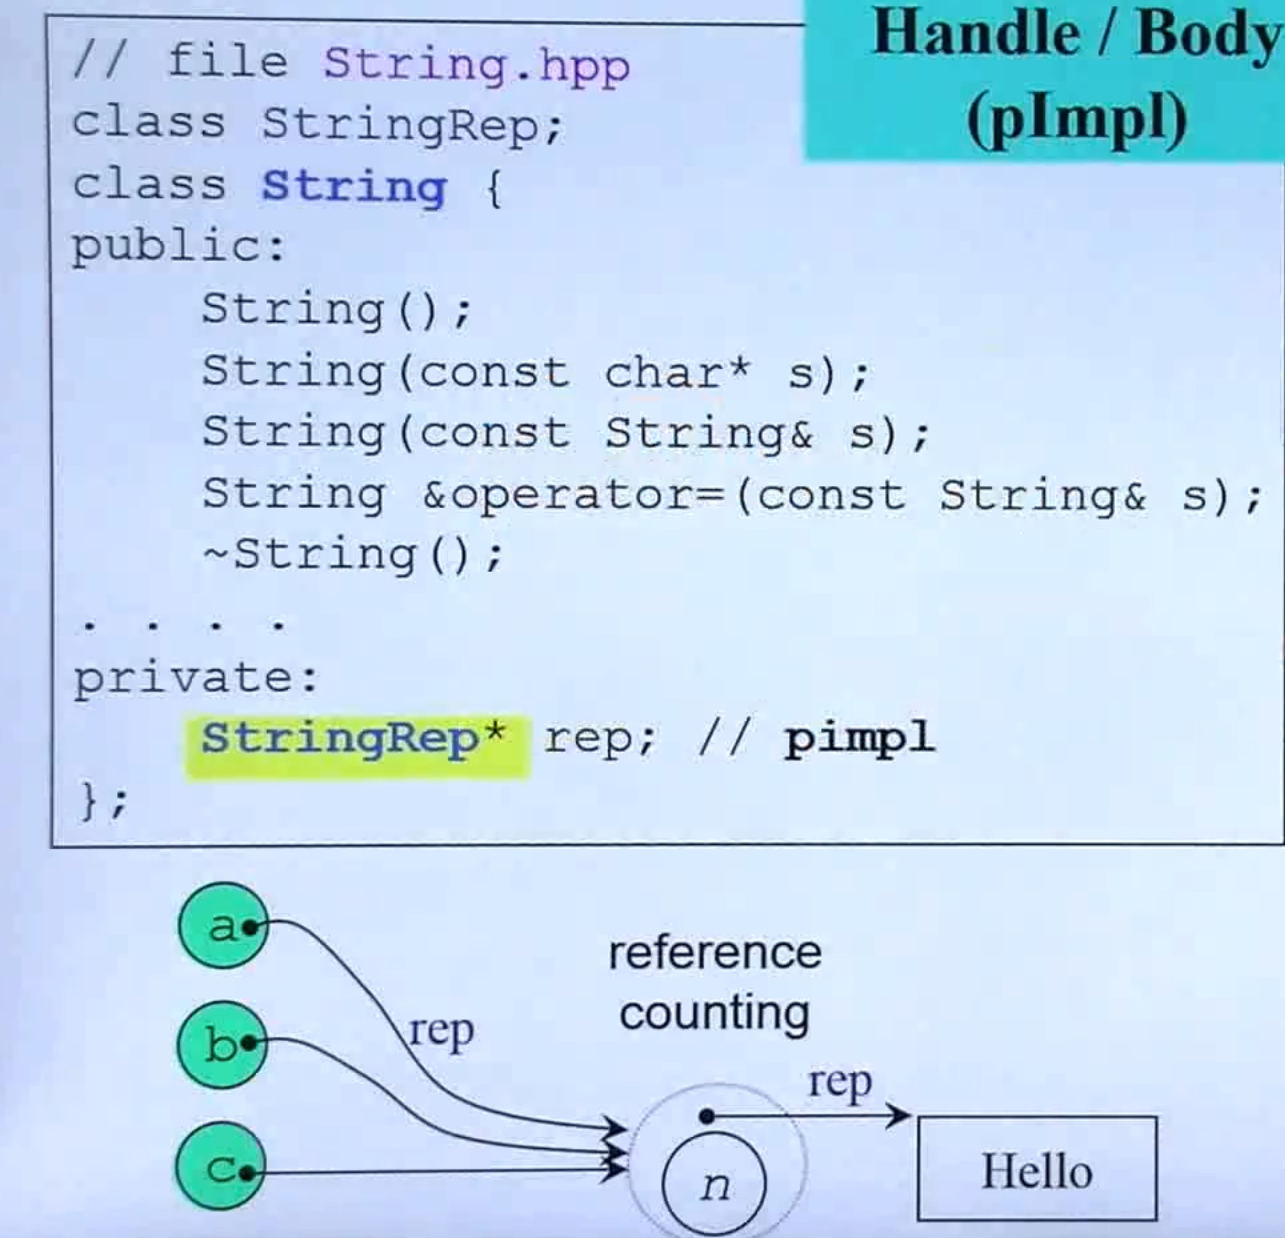 Handle / Body
(pImpl)
// file String.hpp
class StringRep;
class String {
public:
    String();
    String(const char* s);
    String(const String& s);
    String &operator=(const String& s);
    ~String();
. . . .
private:
    StringRep* rep; // pimpl
};
a
b
c
rep
reference
counting
rep
n
Hello